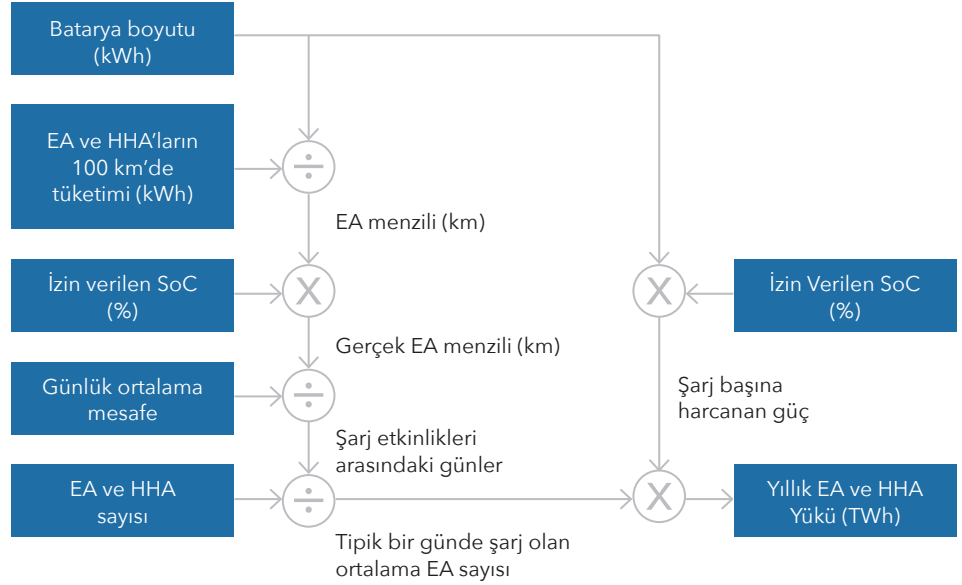 Batarya boyutu
(kWh)
EA ve HHA’ların
100 km’de
tüketimi (kWh)
÷
EA menzili (km)
İzin verilen SoC
(%)
X
X
İzin Verilen SoC
(%)
Gerçek EA menzili (km)
Günlük ortalama
mesafe
÷
Şarj başına
harcanan güç
Şarj etkinlikleri
arasındaki günler
EA ve HHA
sayısı
÷
X
Yıllık EA ve HHA
Yükü (TWh)
Tipik bir günde şarj olan
ortalama EA sayısı